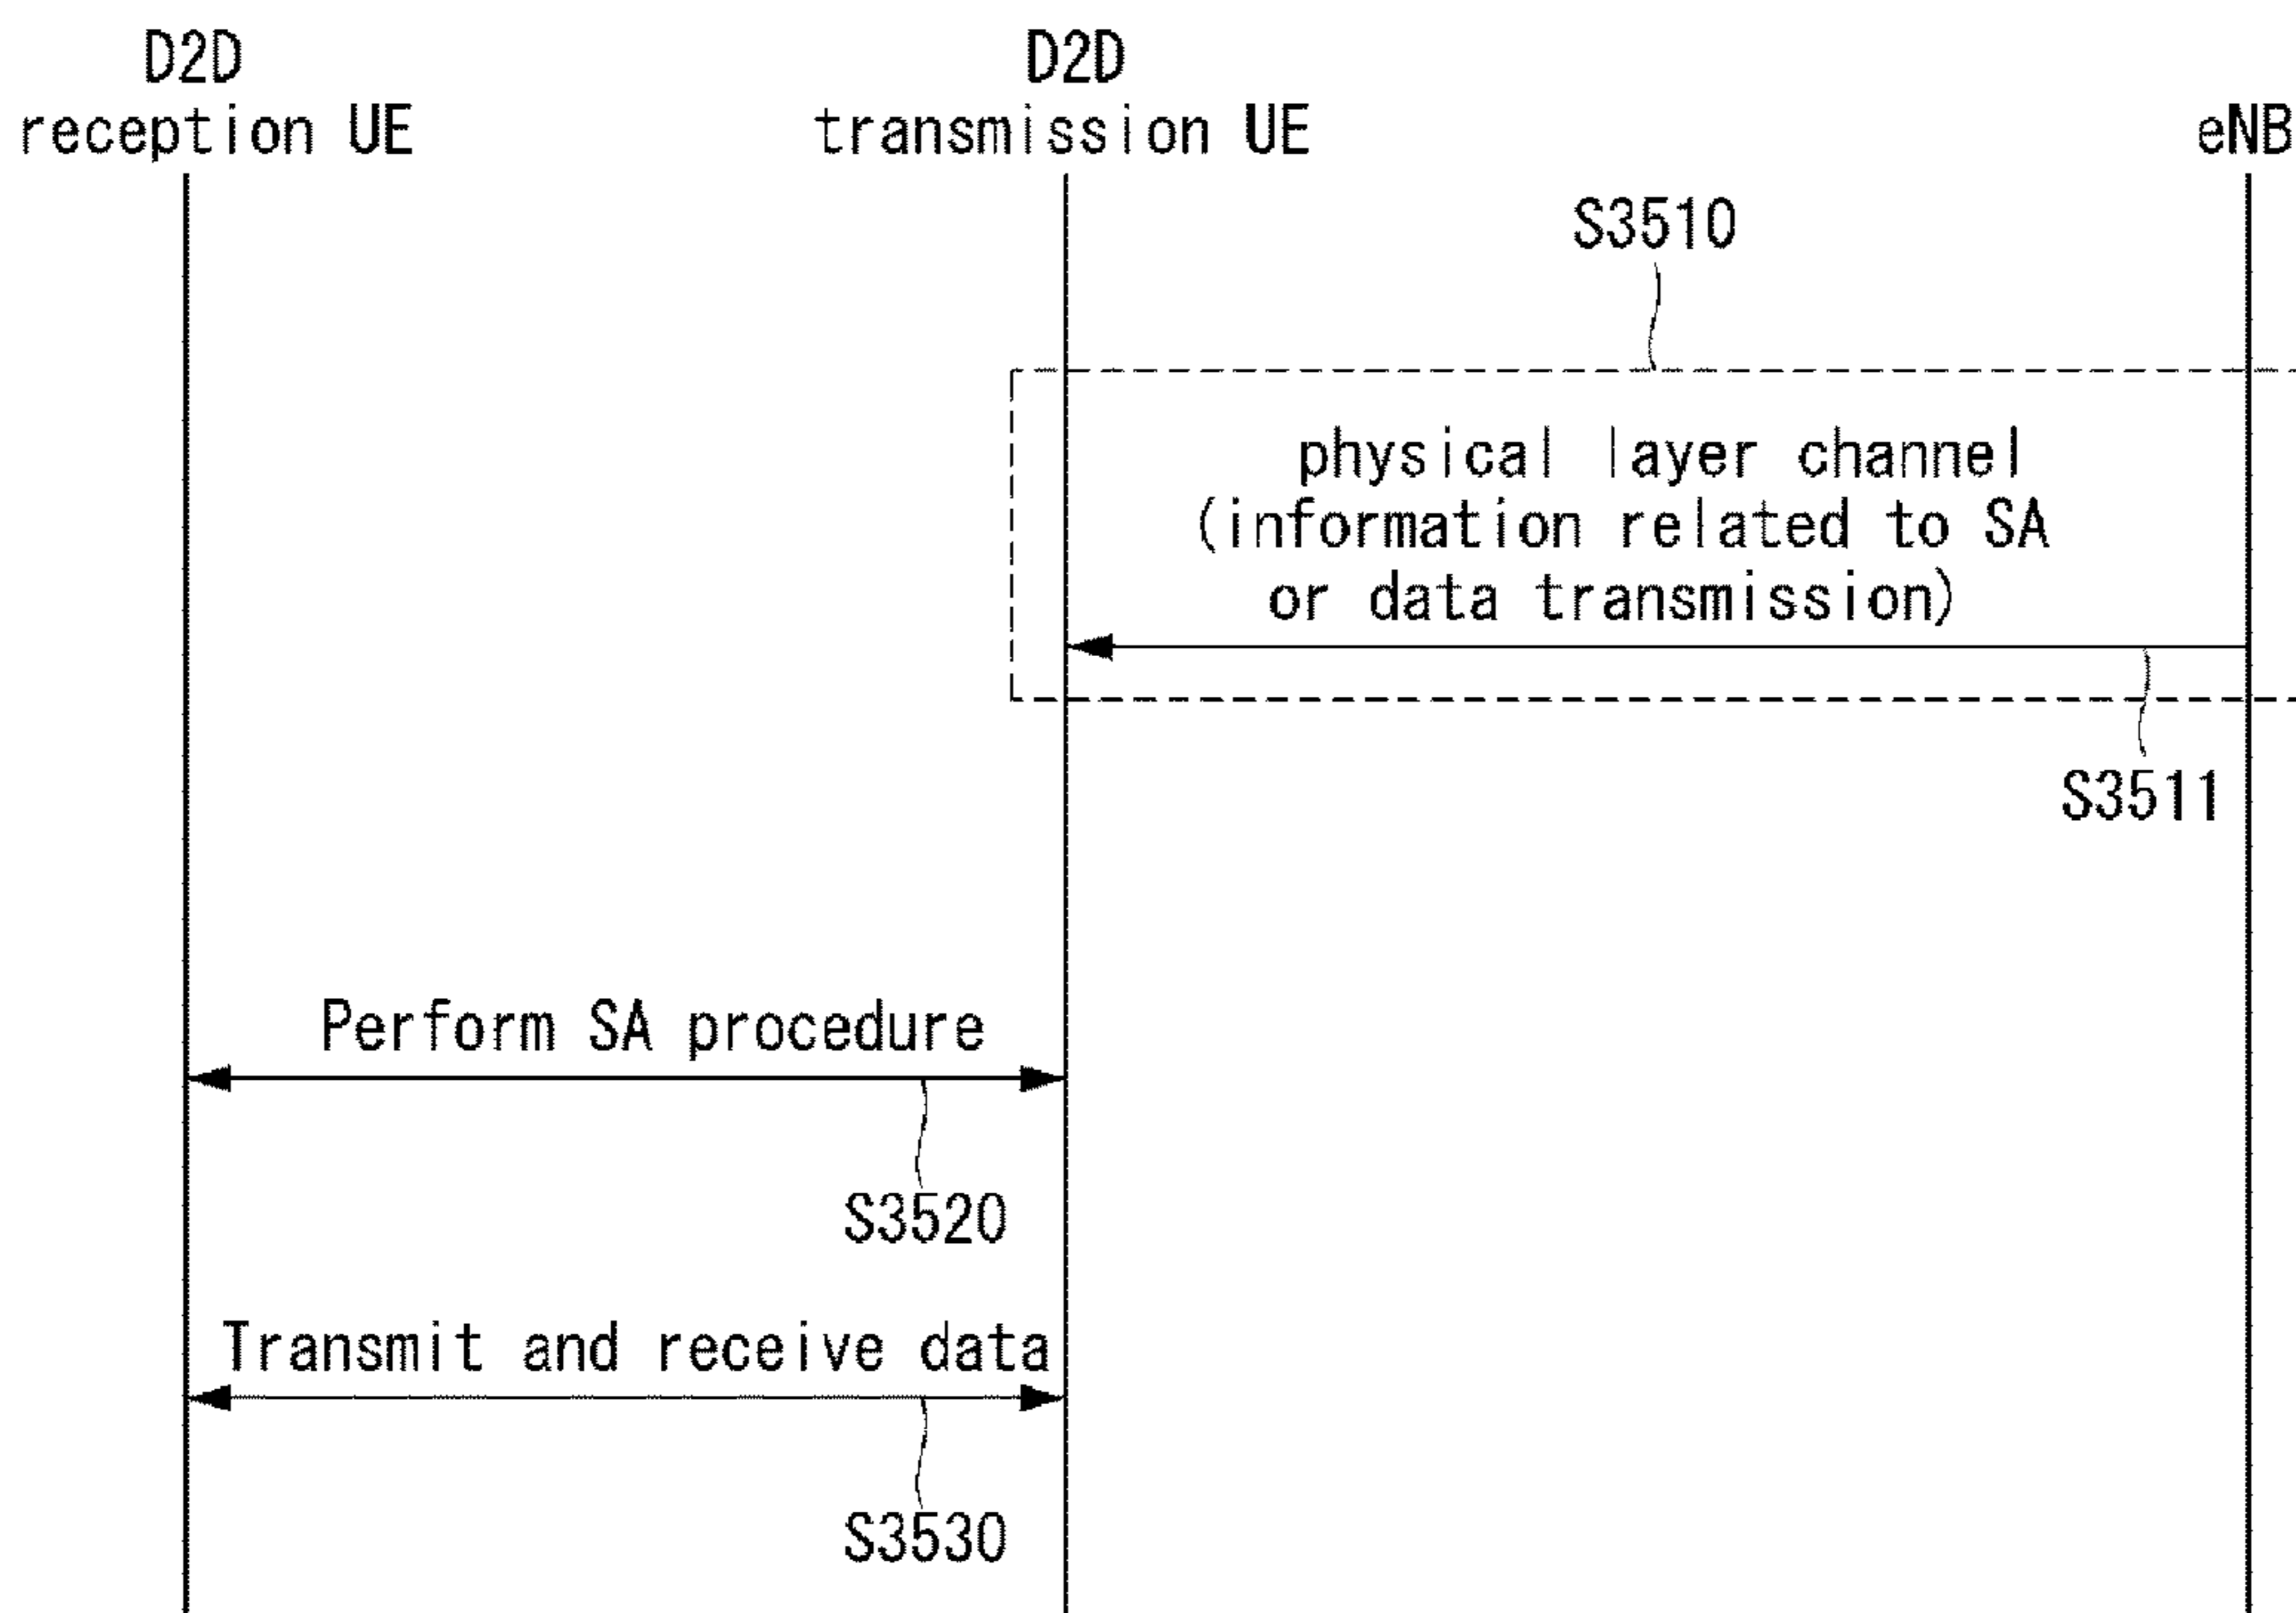 D2D
reception UE
D2D
transmission UE
eNB
S3510
physical layer channel
(information related to SA
or data transmission)
S3511
Perform SA procedure
S3520
Transmit and receive data
S3530